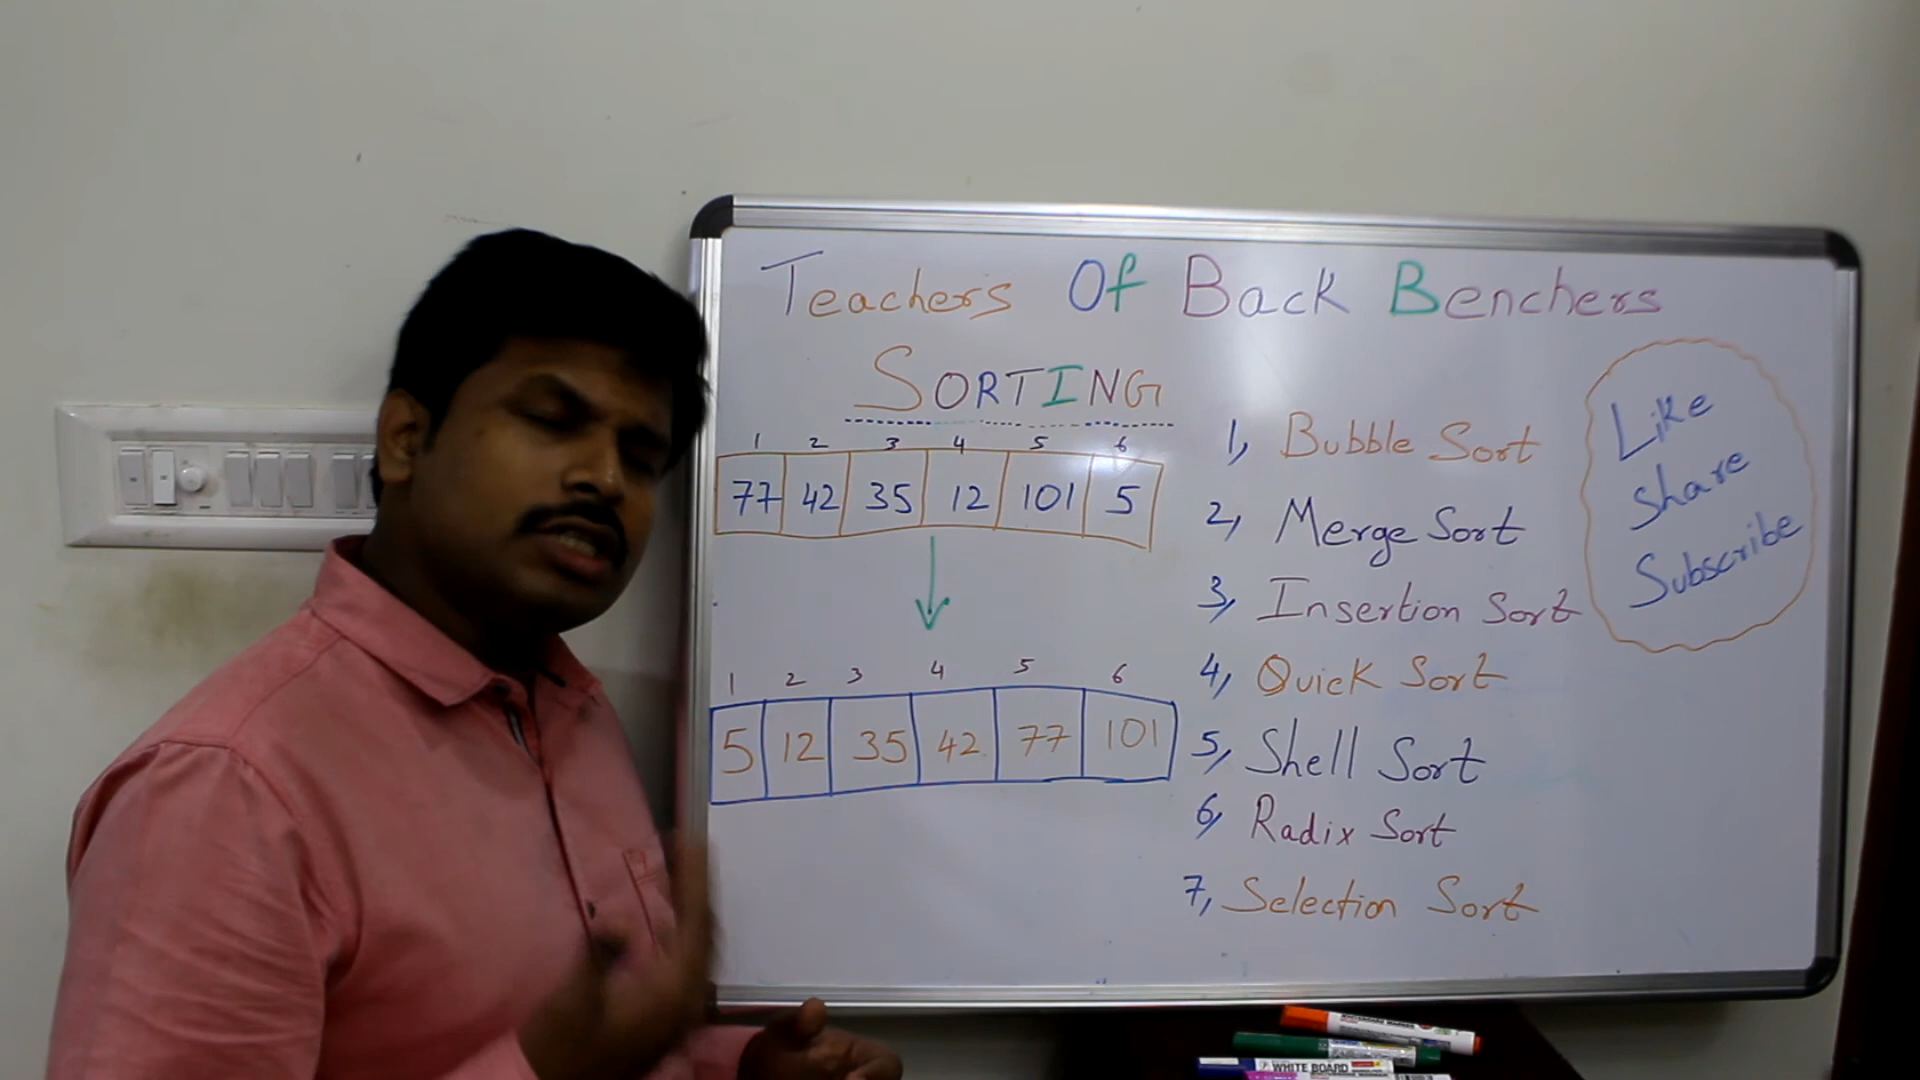 Teachers Of Back Benchers
SORTING
1 2 3 4 5 6
77 42 35 12 101 5
1 2 3 4 5 6
5 12 35 42 77 101
1, Bubble Sort
2, Merge Sort
3, Insertion Sort
4, Quick Sort
5, Shell Sort
6, Radix Sort
7, Selection Sort
Like
Share
Subscribe
WHITE BOARD